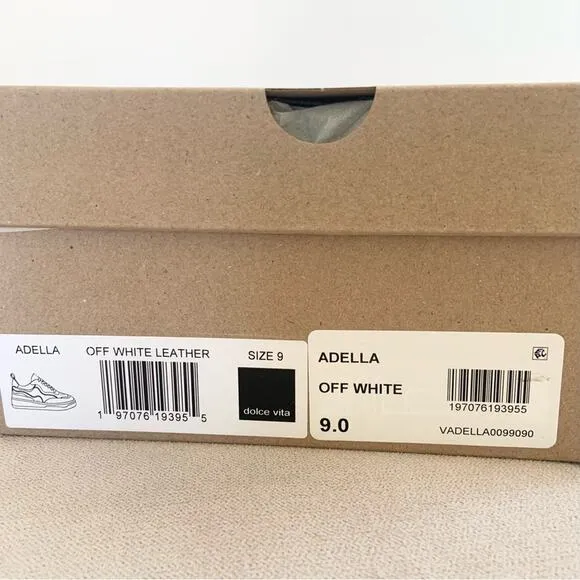 ADELLA OFF WHITE LEATHER SIZE 9
1 97076 19395 5
dolce vita
ADELLA
OFF WHITE
197076193955
9.0
VADELLA0099090